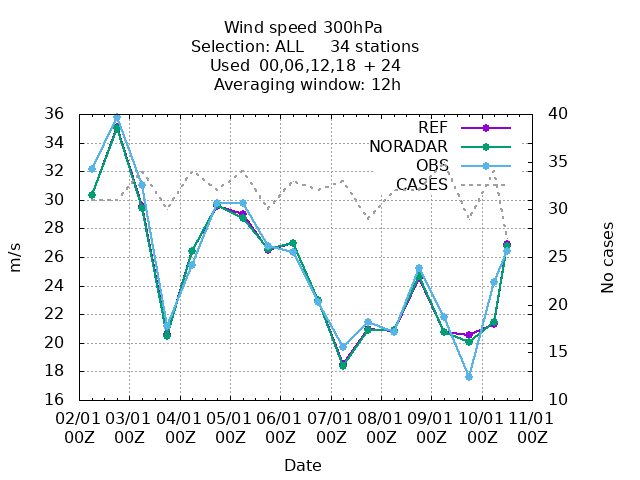 Wind speed 300hPa
Selection: ALL 34 stations
Used 00,06,12,18 + 24
Averaging window: 12h
REF
NORADAR
OBS
CASES
36
34
32
30
28
26
24
22
20
18
16
m/s
40
35
30
25
20
15
10
No cases
02/01 03/01 04/01 05/01 06/01 07/01 08/01 09/01 10/01 11/01
00Z 00Z 00Z 00Z 00Z 00Z 00Z 00Z 00Z 00Z
Date